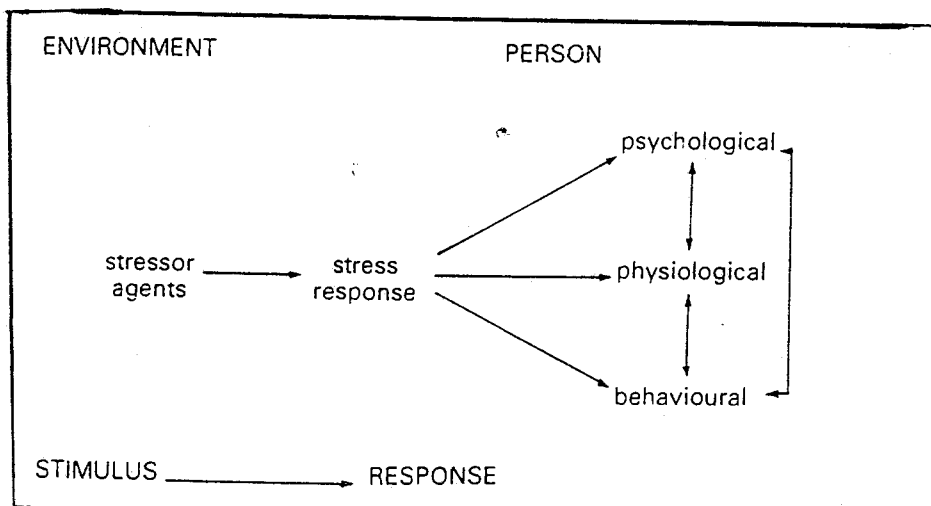 ENVIRONMENT
PERSON
psychological
stressor
agents
stress
response
physiological
behavioural
STIMULUS
RESPONSE